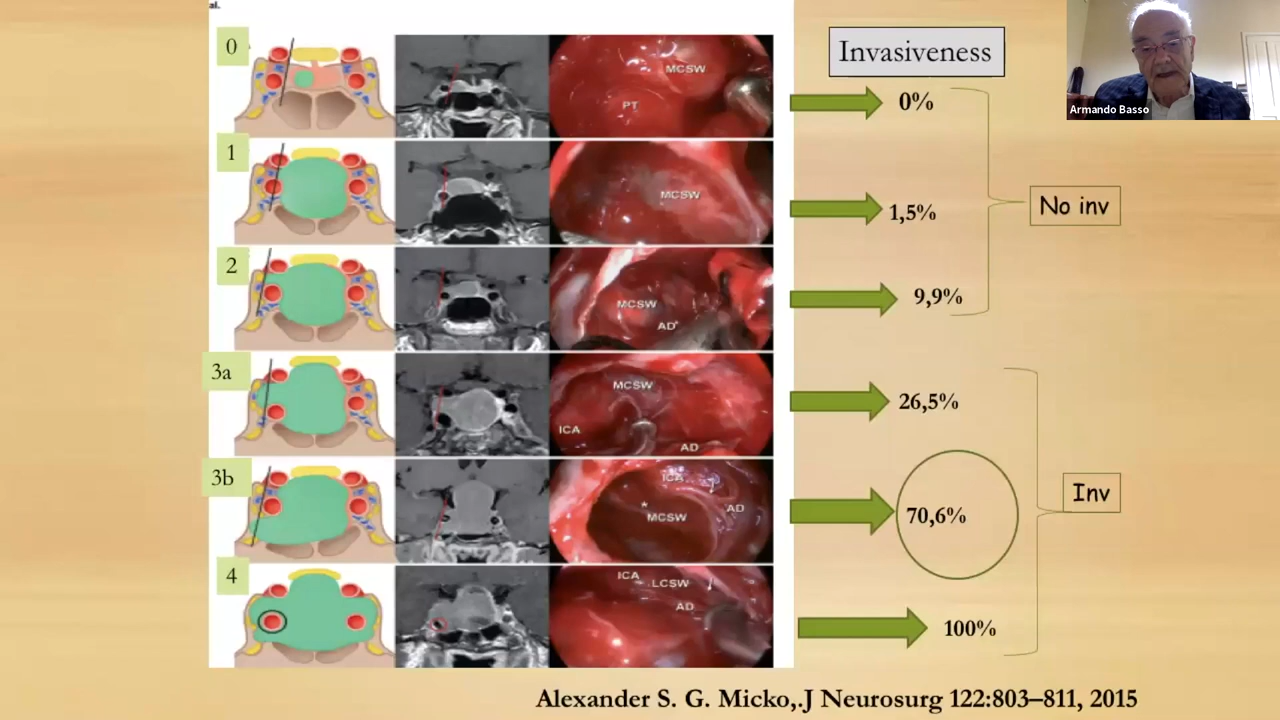 al.
Invasiveness
Armando Basso
0
MCSW
PT
0%
1
MCSW
1,5%
No inv
2
MCSW
AD*
9,9%
3a
MCSW
ICA
AD
26,5%
3b
ICA
*
MCSW
AD
70,6%
Inv
4
ICA
LCSW
AD
100%
Alexander S. G. Micko,.J Neurosurg 122:803–811, 2015